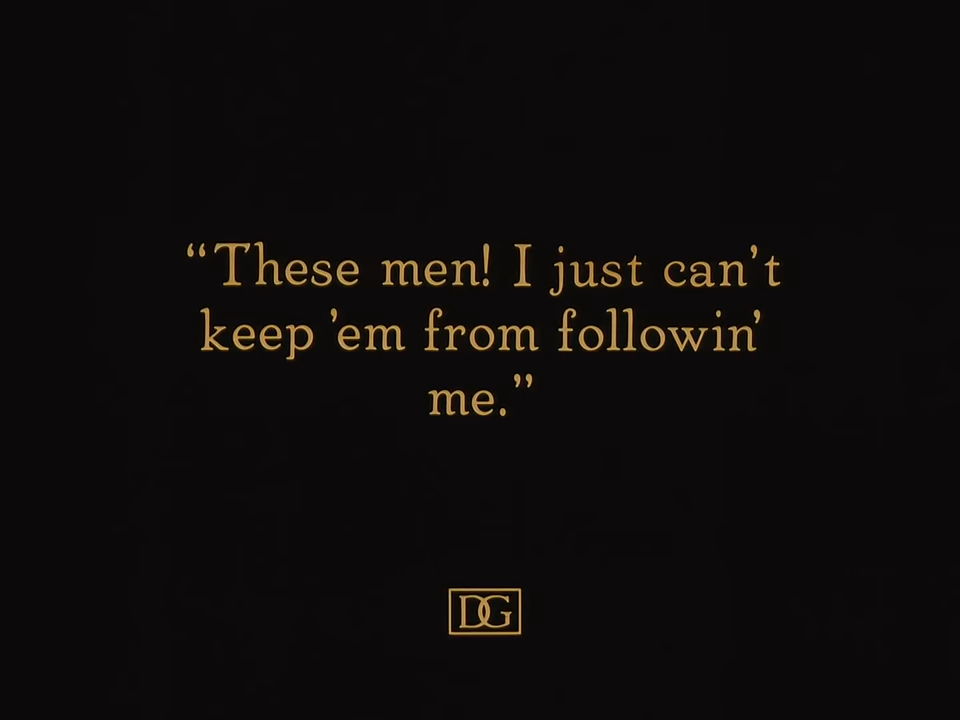 “These men! I just can’t
keep ’em from followin’
me.”
DG